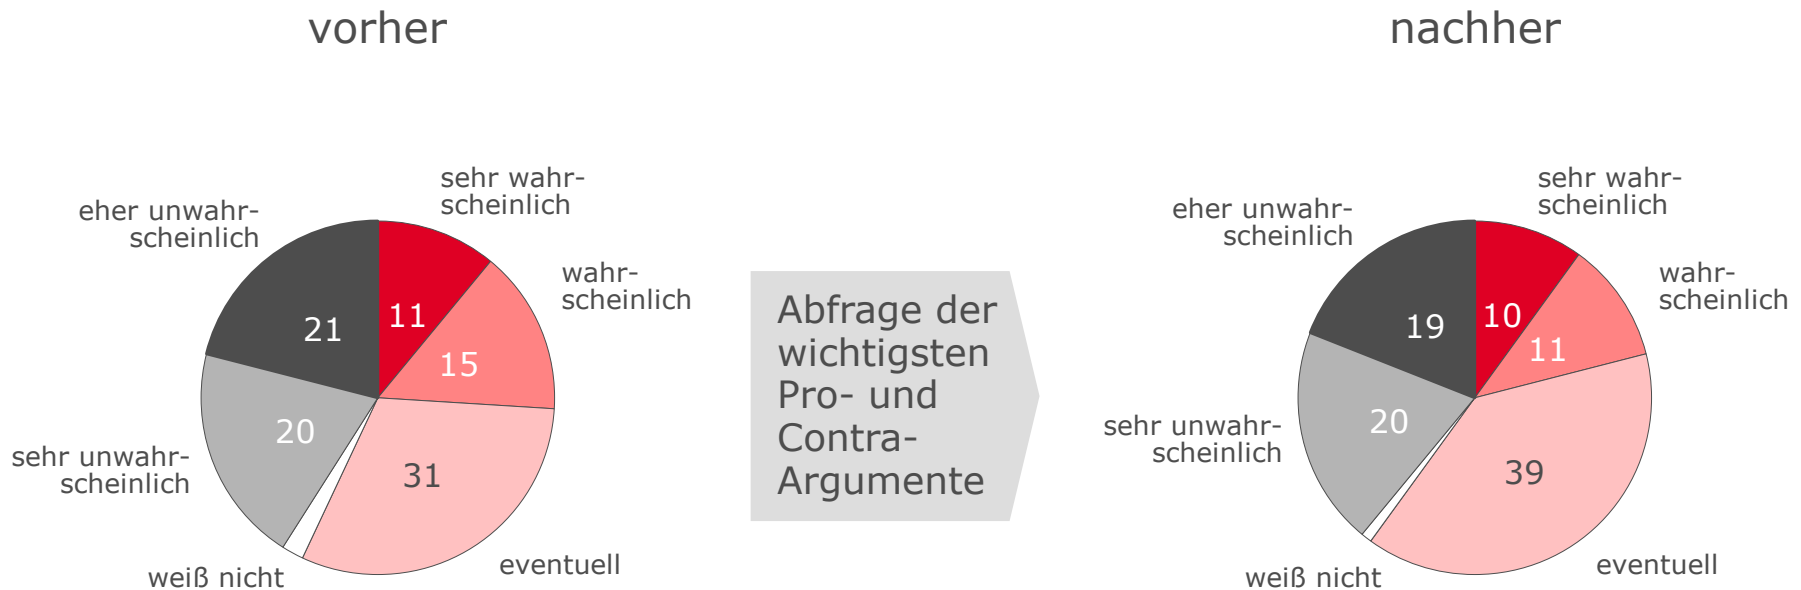 vorher
sehr wahr-
scheinlich
eher unwahr-
scheinlich
wahr-
scheinlich
11
21
15
20
31
sehr unwahr-
scheinlich
weiß nicht
eventuell
Abfrage der
wichtigsten
Pro- und
Contra-
Argumente
nachher
sehr wahr-
scheinlich
eher unwahr-
scheinlich
wahr-
scheinlich
10
19
11
20
39
sehr unwahr-
scheinlich
weiß nicht
eventuell